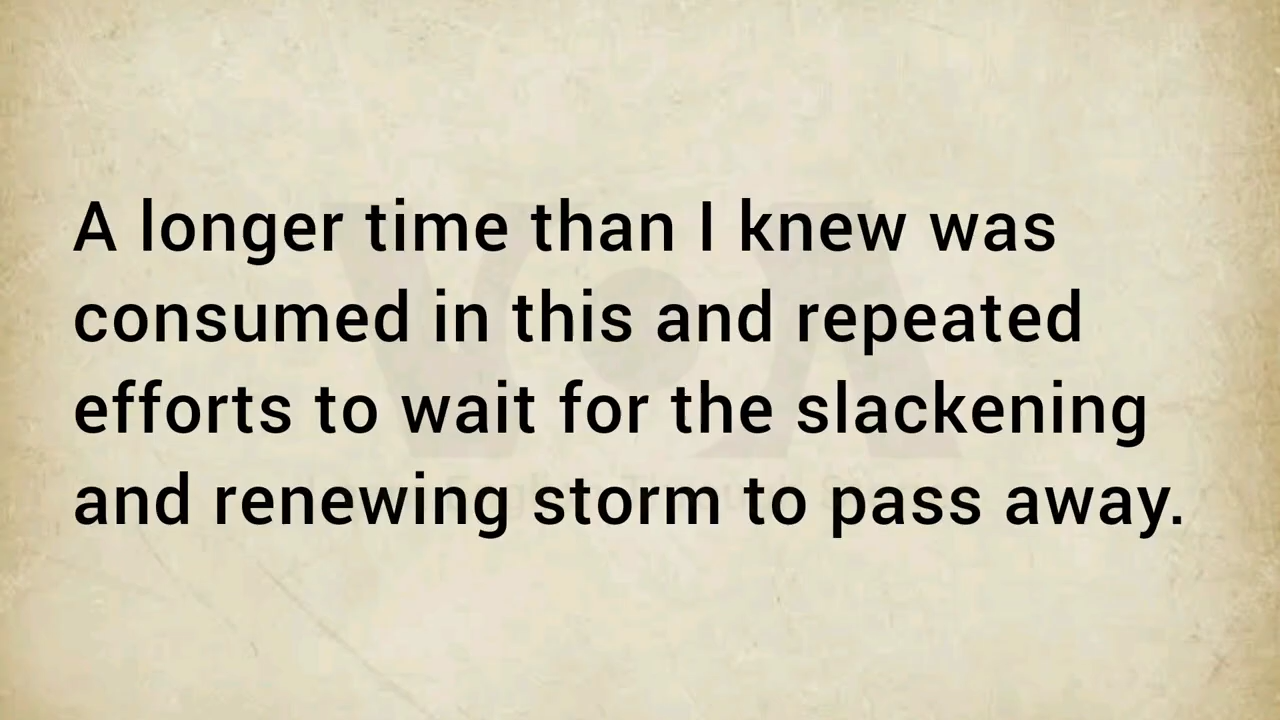 A longer time than I knew was
consumed in this and repeated
efforts to wait for the slackening
and renewing storm to pass away.
VOA